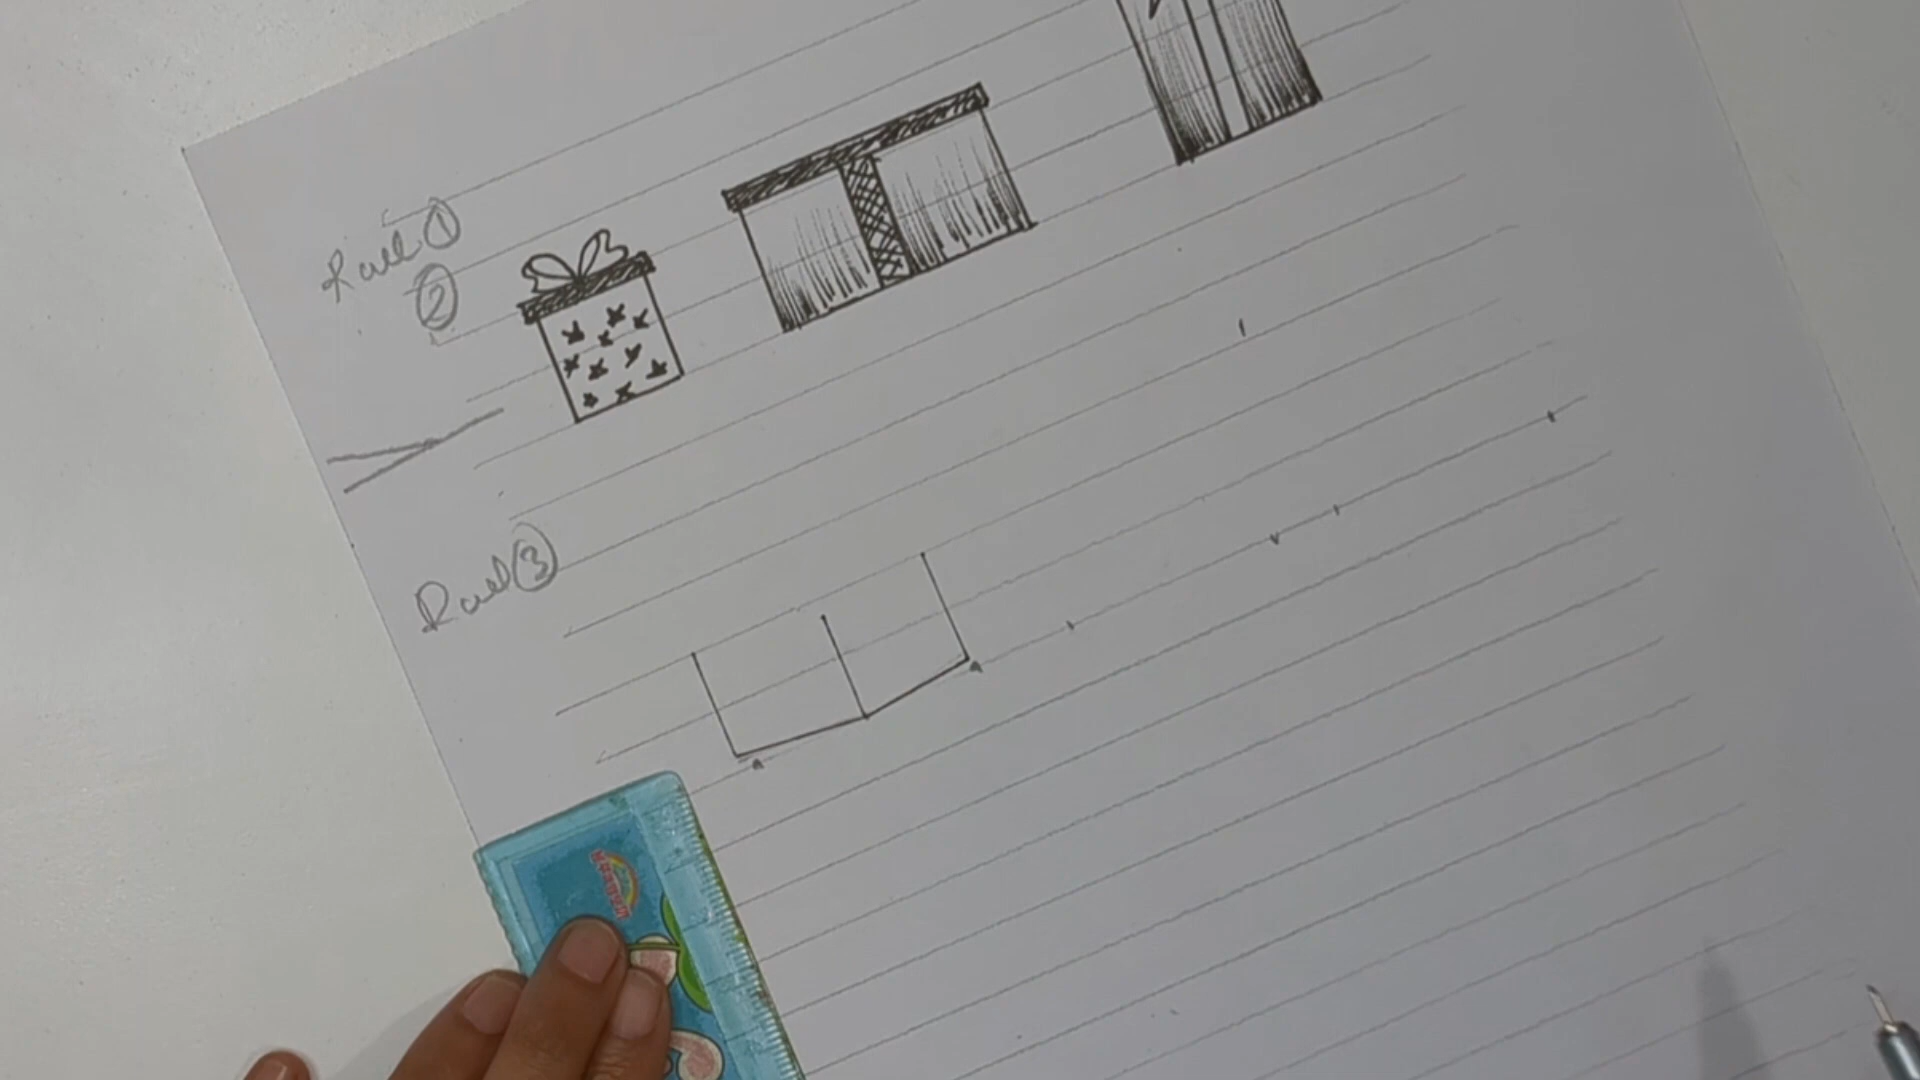 Rule ①
②
Rule ③